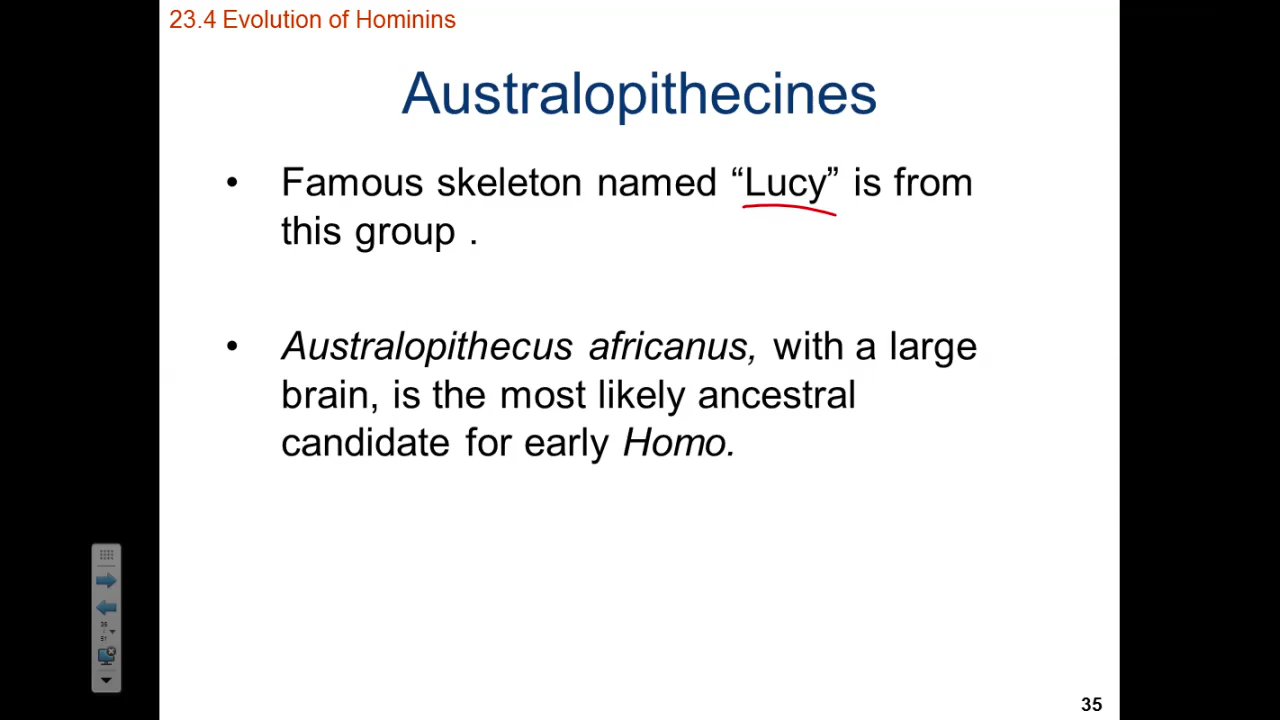 23.4 Evolution of Hominins
Australopithecines
• Famous skeleton named “Lucy” is from
this group .
• Australopithecus africanus, with a large
brain, is the most likely ancestral
candidate for early Homo.
35